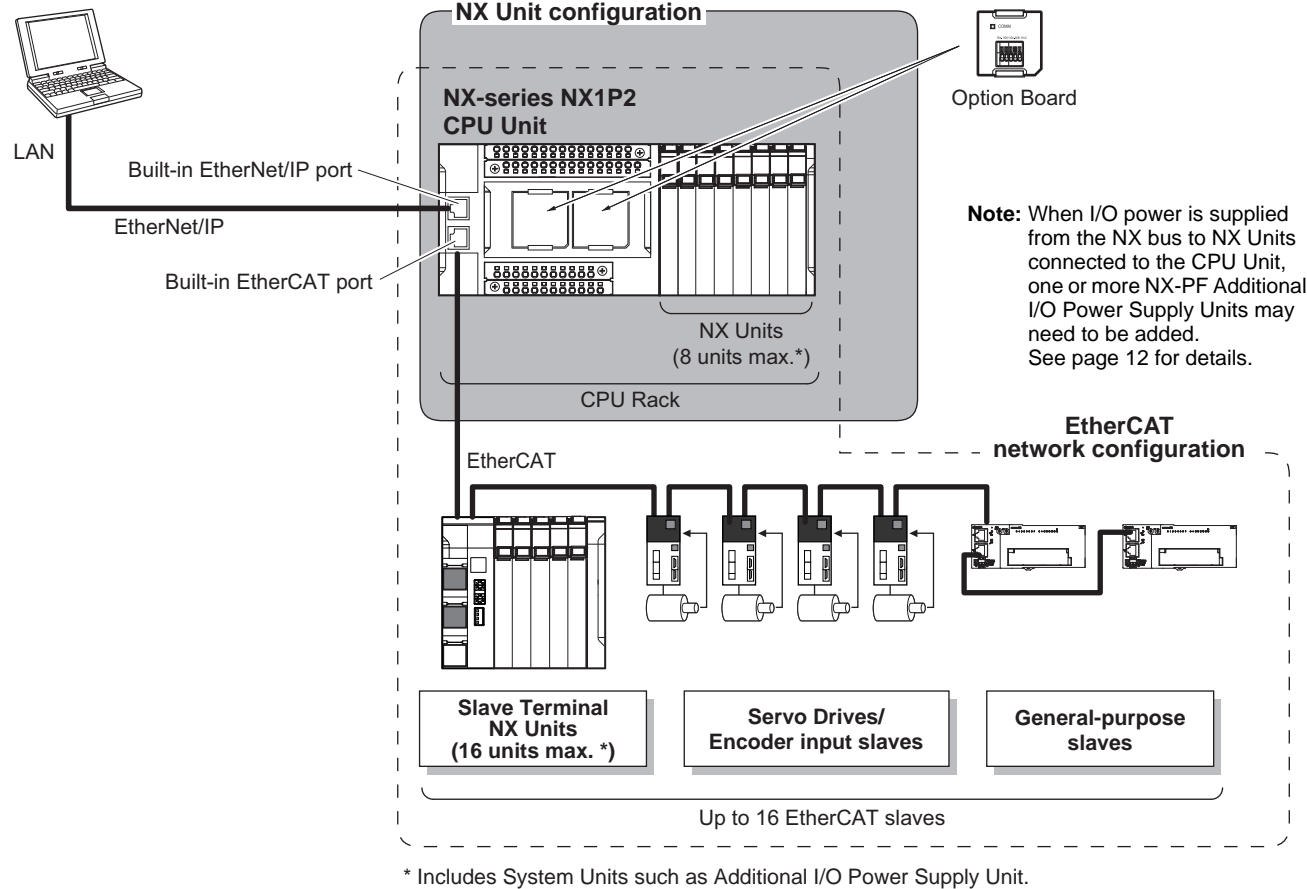 NX Unit configuration
COMM
Option Board
NX-series NX1P2
CPU Unit
LAN
Built-in EtherNet/IP port
EtherNet/IP
Built-in EtherCAT port
Note: When I/O power is supplied
from the NX bus to NX Units
connected to the CPU Unit,
one or more NX-PF Additional
I/O Power Supply Units may
need to be added.
See page 12 for details.
NX Units
(8 units max.*)
CPU Rack
EtherCAT
network configuration
EtherCAT
Slave Terminal
NX Units
(16 units max. *)
Servo Drives/
Encoder input slaves
General-purpose
slaves
Up to 16 EtherCAT slaves
* Includes System Units such as Additional I/O Power Supply Unit.